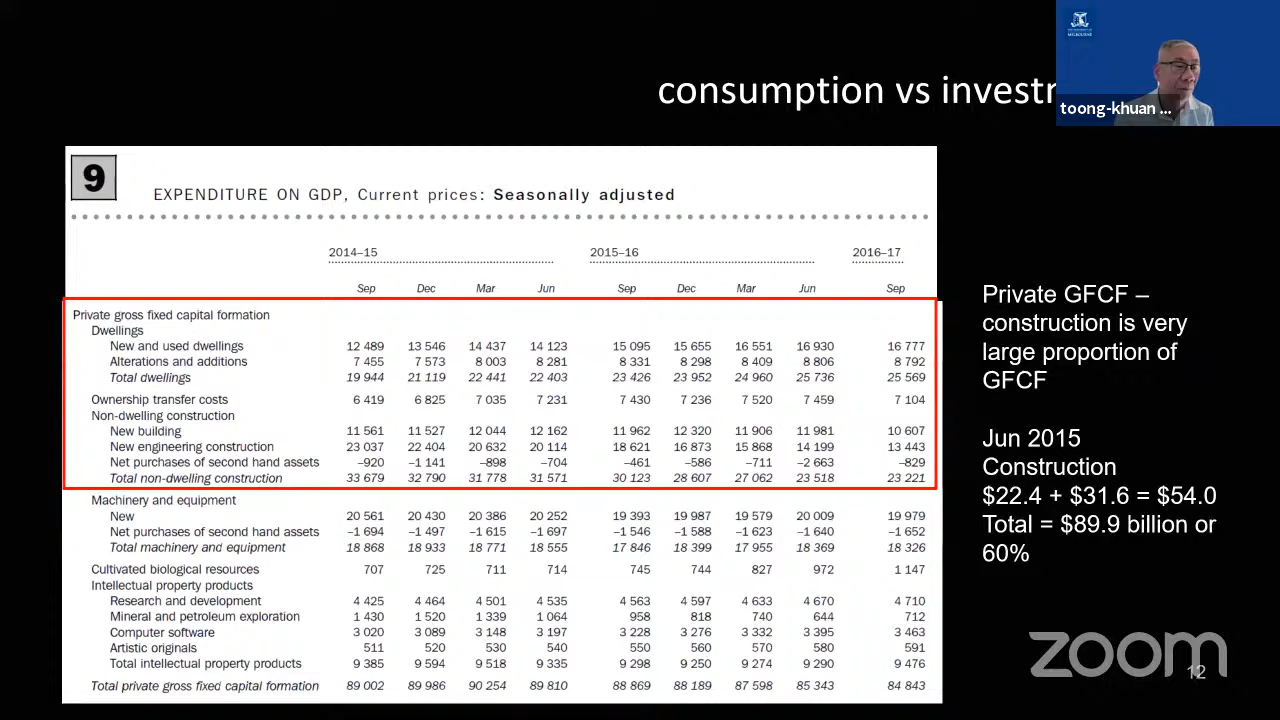 consumption vs investm
toong-khuan ...
MELBOURNE
9
EXPENDITURE ON GDP, Current prices: Seasonally adjusted
2014–15 2015–16 2016–17
Sep Dec Mar Jun Sep Dec Mar Jun Sep
Private gross fixed capital formation
Dwellings
New and used dwellings 12 489 13 546 14 437 14 123 15 095 15 655 16 551 16 930 16 777
Alterations and additions 7 455 7 573 8 003 8 281 8 331 8 298 8 409 8 806 8 792
Total dwellings 19 944 21 119 22 441 22 403 23 426 23 952 24 960 25 736 25 569
Ownership transfer costs 6 419 6 825 7 035 7 231 7 430 7 236 7 520 7 459 7 104
Non-dwelling construction
New building 11 561 11 527 12 044 12 162 11 962 12 320 11 906 11 981 10 607
New engineering construction 23 037 22 404 20 632 20 114 18 621 16 873 15 868 14 199 13 443
Net purchases of second hand assets –920 –1 141 –898 –704 –461 –586 –711 –2 663 –829
Total non-dwelling construction 33 679 32 790 31 778 31 571 30 123 28 607 27 062 23 518 23 221
Machinery and equipment
New 20 561 20 430 20 386 20 252 19 393 19 987 19 579 20 009 19 979
Net purchases of second hand assets –1 694 –1 497 –1 615 –1 697 –1 546 –1 588 –1 623 –1 640 –1 652
Total machinery and equipment 18 868 18 933 18 771 18 555 17 846 18 399 17 955 18 369 18 326
Cultivated biological resources 707 725 711 714 745 744 827 972 1 147
Intellectual property products
Research and development 4 425 4 464 4 501 4 535 4 563 4 597 4 633 4 670 4 710
Mineral and petroleum exploration 1 430 1 520 1 339 1 064 958 818 740 644 712
Computer software 3 020 3 089 3 148 3 197 3 228 3 276 3 332 3 395 3 463
Artistic originals 511 520 530 540 550 560 570 580 591
Total intellectual property products 9 385 9 594 9 518 9 335 9 298 9 250 9 274 9 290 9 476
Total private gross fixed capital formation 89 002 89 986 90 254 89 810 88 869 88 189 87 598 85 343 84 843
Private GFCF –
construction is very
large proportion of
GFCF
Jun 2015
Construction
$22.4 + $31.6 = $54.0
Total = $89.9 billion or
60%
zoom
12